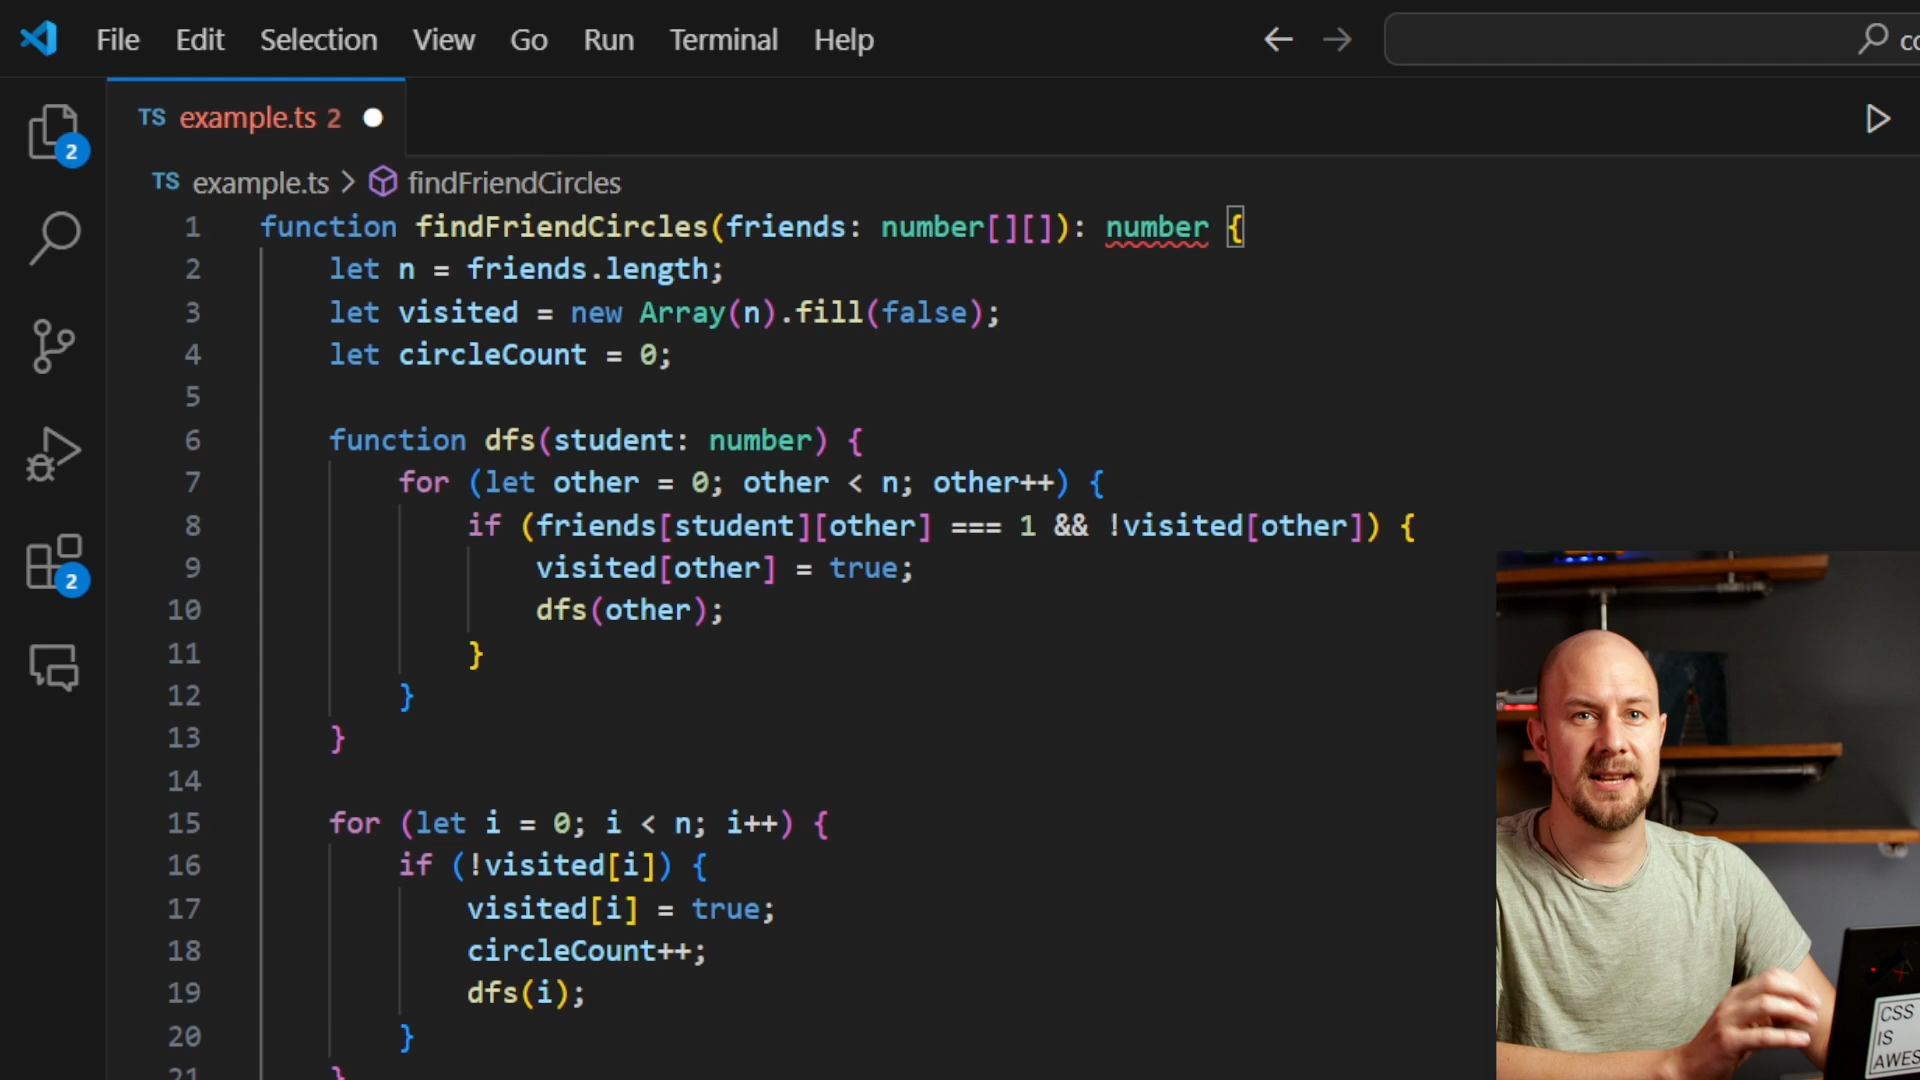 File Edit Selection View Go Run Terminal Help
TS example.ts 2
2
TS example.ts > findFriendCircles
1 function findFriendCircles(friends: number[][]): number {
2 let n = friends.length;
3 let visited = new Array(n).fill(false);
4 let circleCount = 0;
5
6 function dfs(student: number) {
7 for (let other = 0; other < n; other++) {
8 if (friends[student][other] === 1 && !visited[other]) {
9 visited[other] = true;
10 dfs(other);
11 }
12 }
13 }
14
15 for (let i = 0; i < n; i++) {
16 if (!visited[i]) {
17 visited[i] = true;
18 circleCount++;
19 dfs(i);
20 }
21 }
2
CSS
IS
AWES